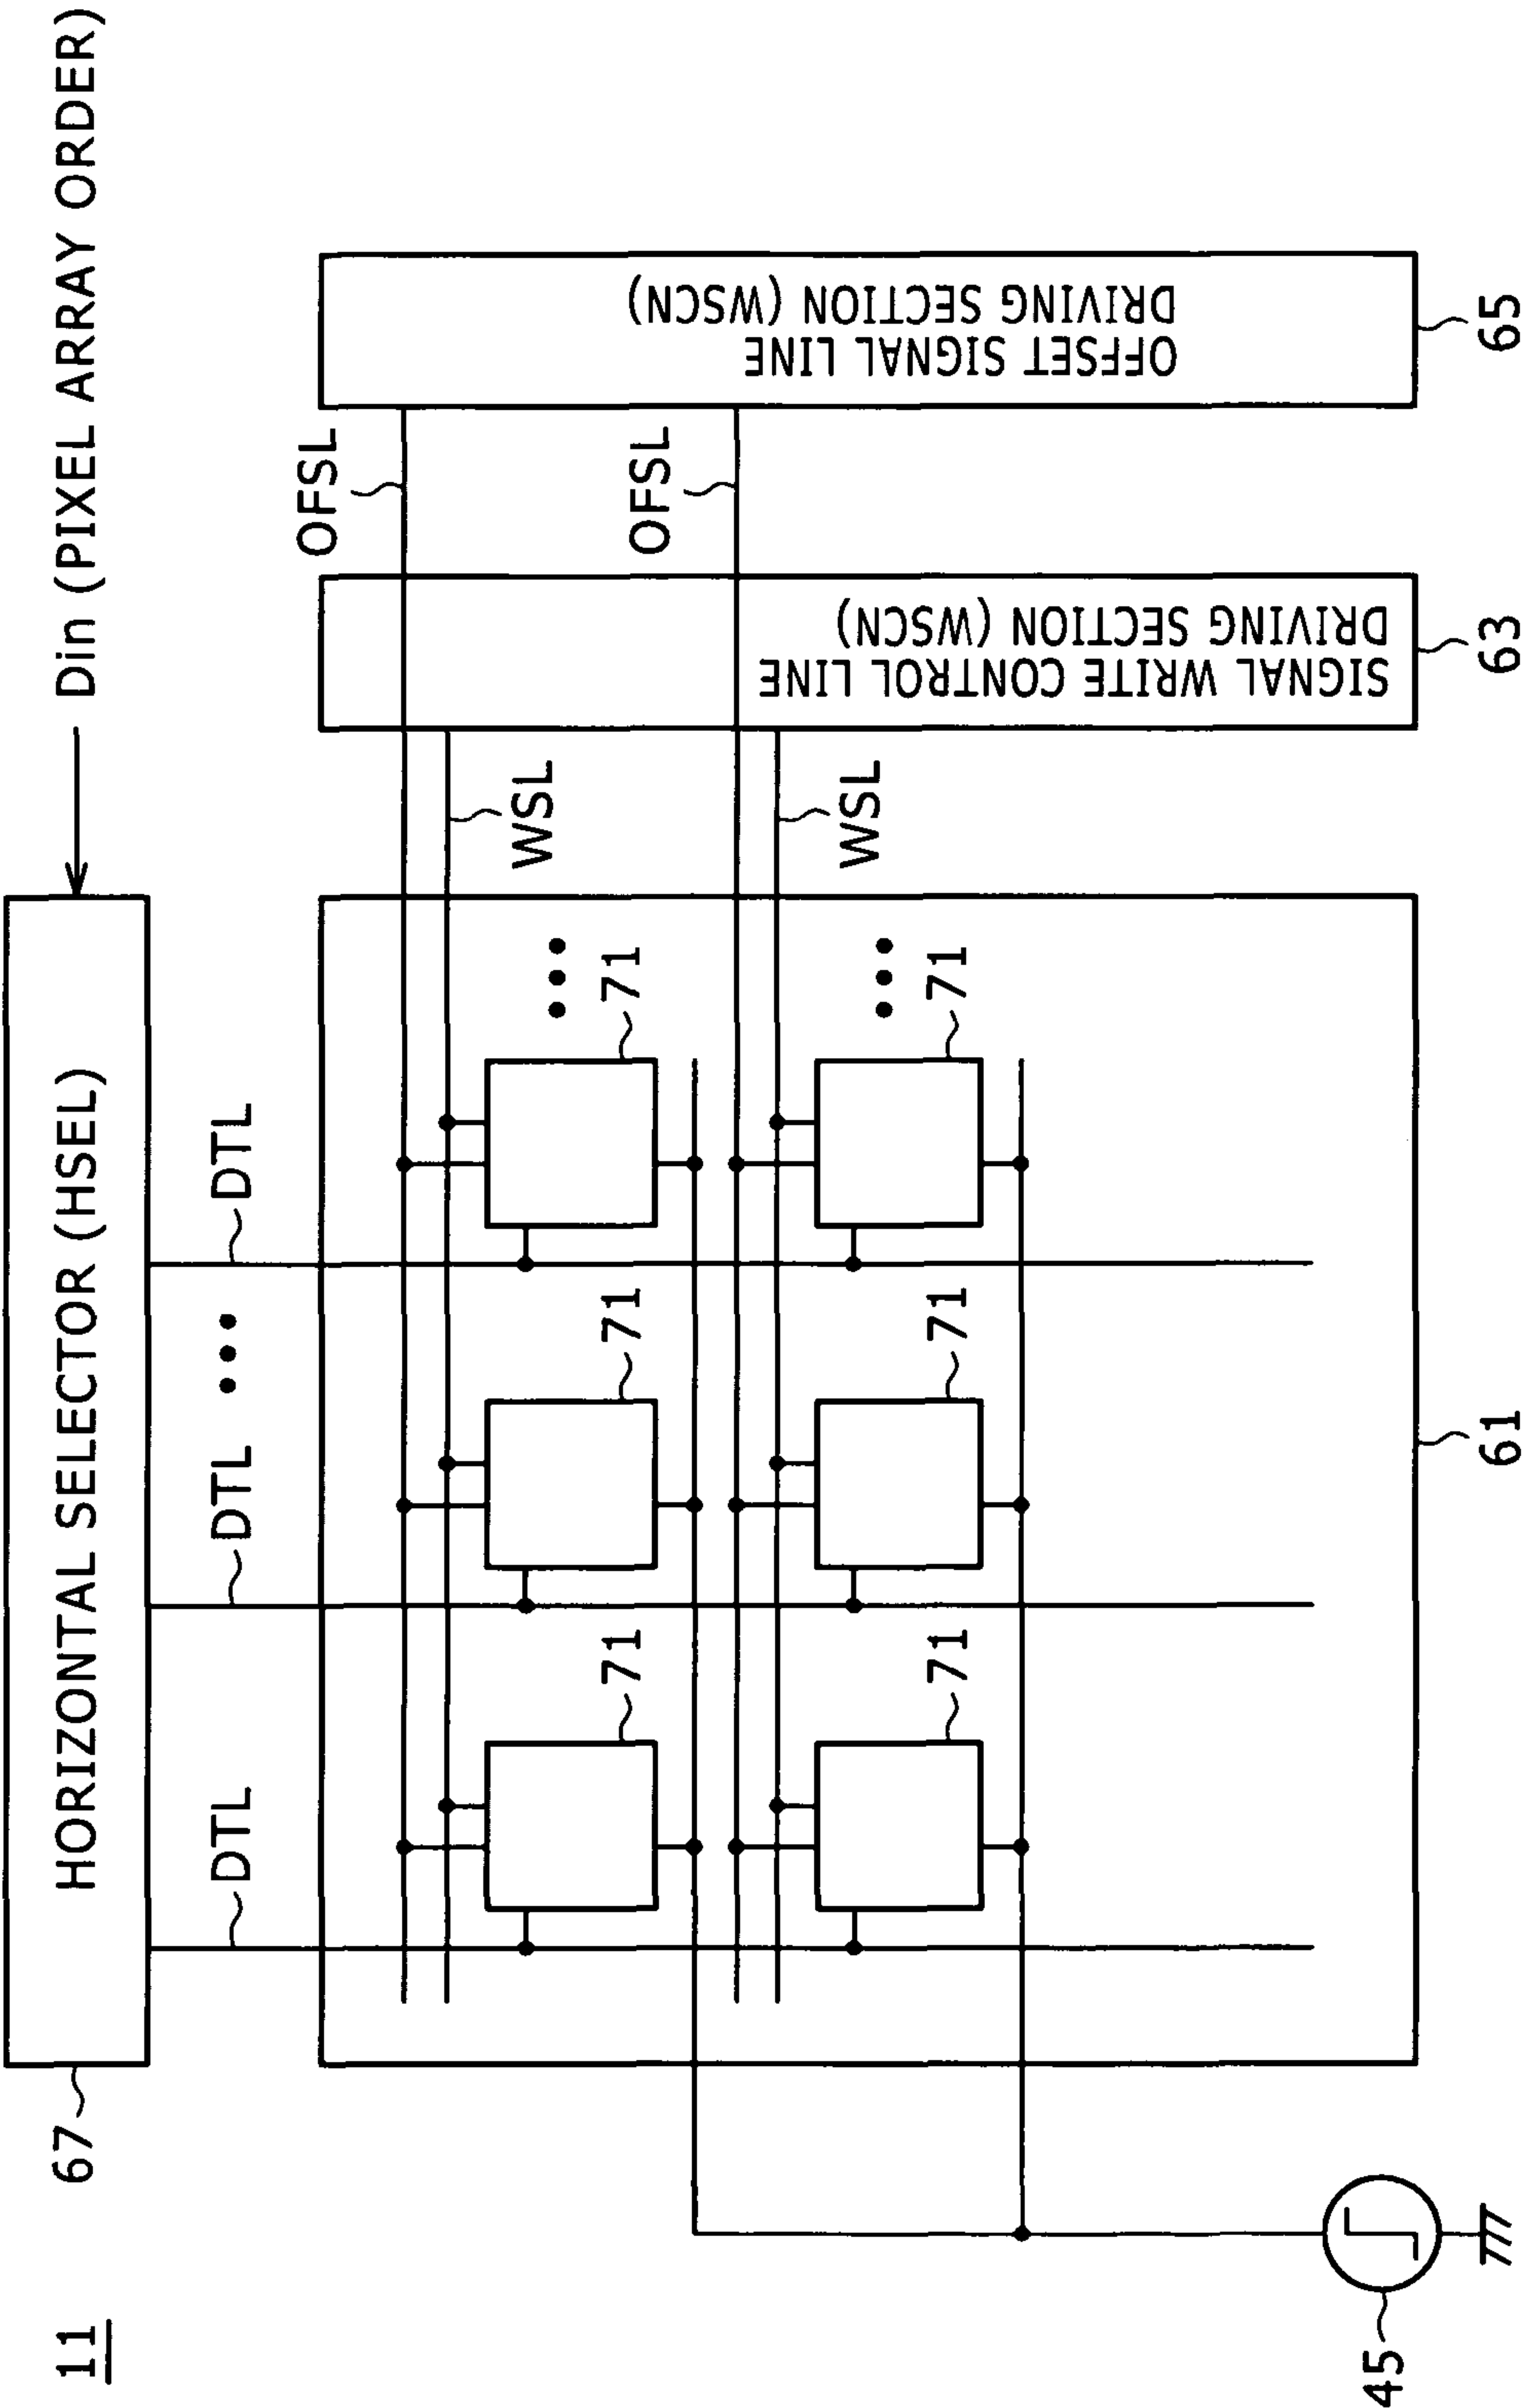 11
67
HORIZONTAL SELECTOR (HSEL)
Din (PIXEL ARRAY ORDER)
DTL
DTL
DTL
OFSL
WSL
71
71
71
OFSL
WSL
71
71
71
SIGNAL WRITE CONTROL LINE
DRIVING SECTION (WSCN)
OFFSET SIGNAL LINE
DRIVING SECTION (WSCN)
45
61
63
65